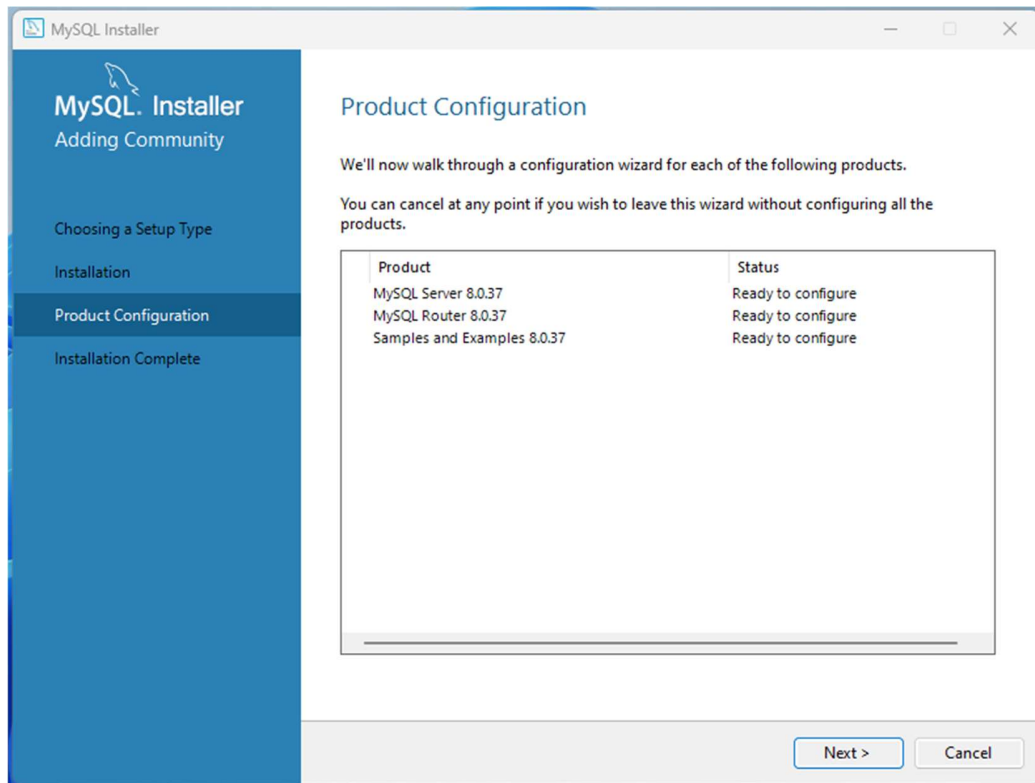 MySQL Installer
MySQL. Installer
Adding Community
Choosing a Setup Type
Installation
Product Configuration
Installation Complete
Product Configuration
We'll now walk through a configuration wizard for each of the following products.
You can cancel at any point if you wish to leave this wizard without configuring all the
products.
Product Status
MySQL Server 8.0.37 Ready to configure
MySQL Router 8.0.37 Ready to configure
Samples and Examples 8.0.37 Ready to configure
Next > Cancel